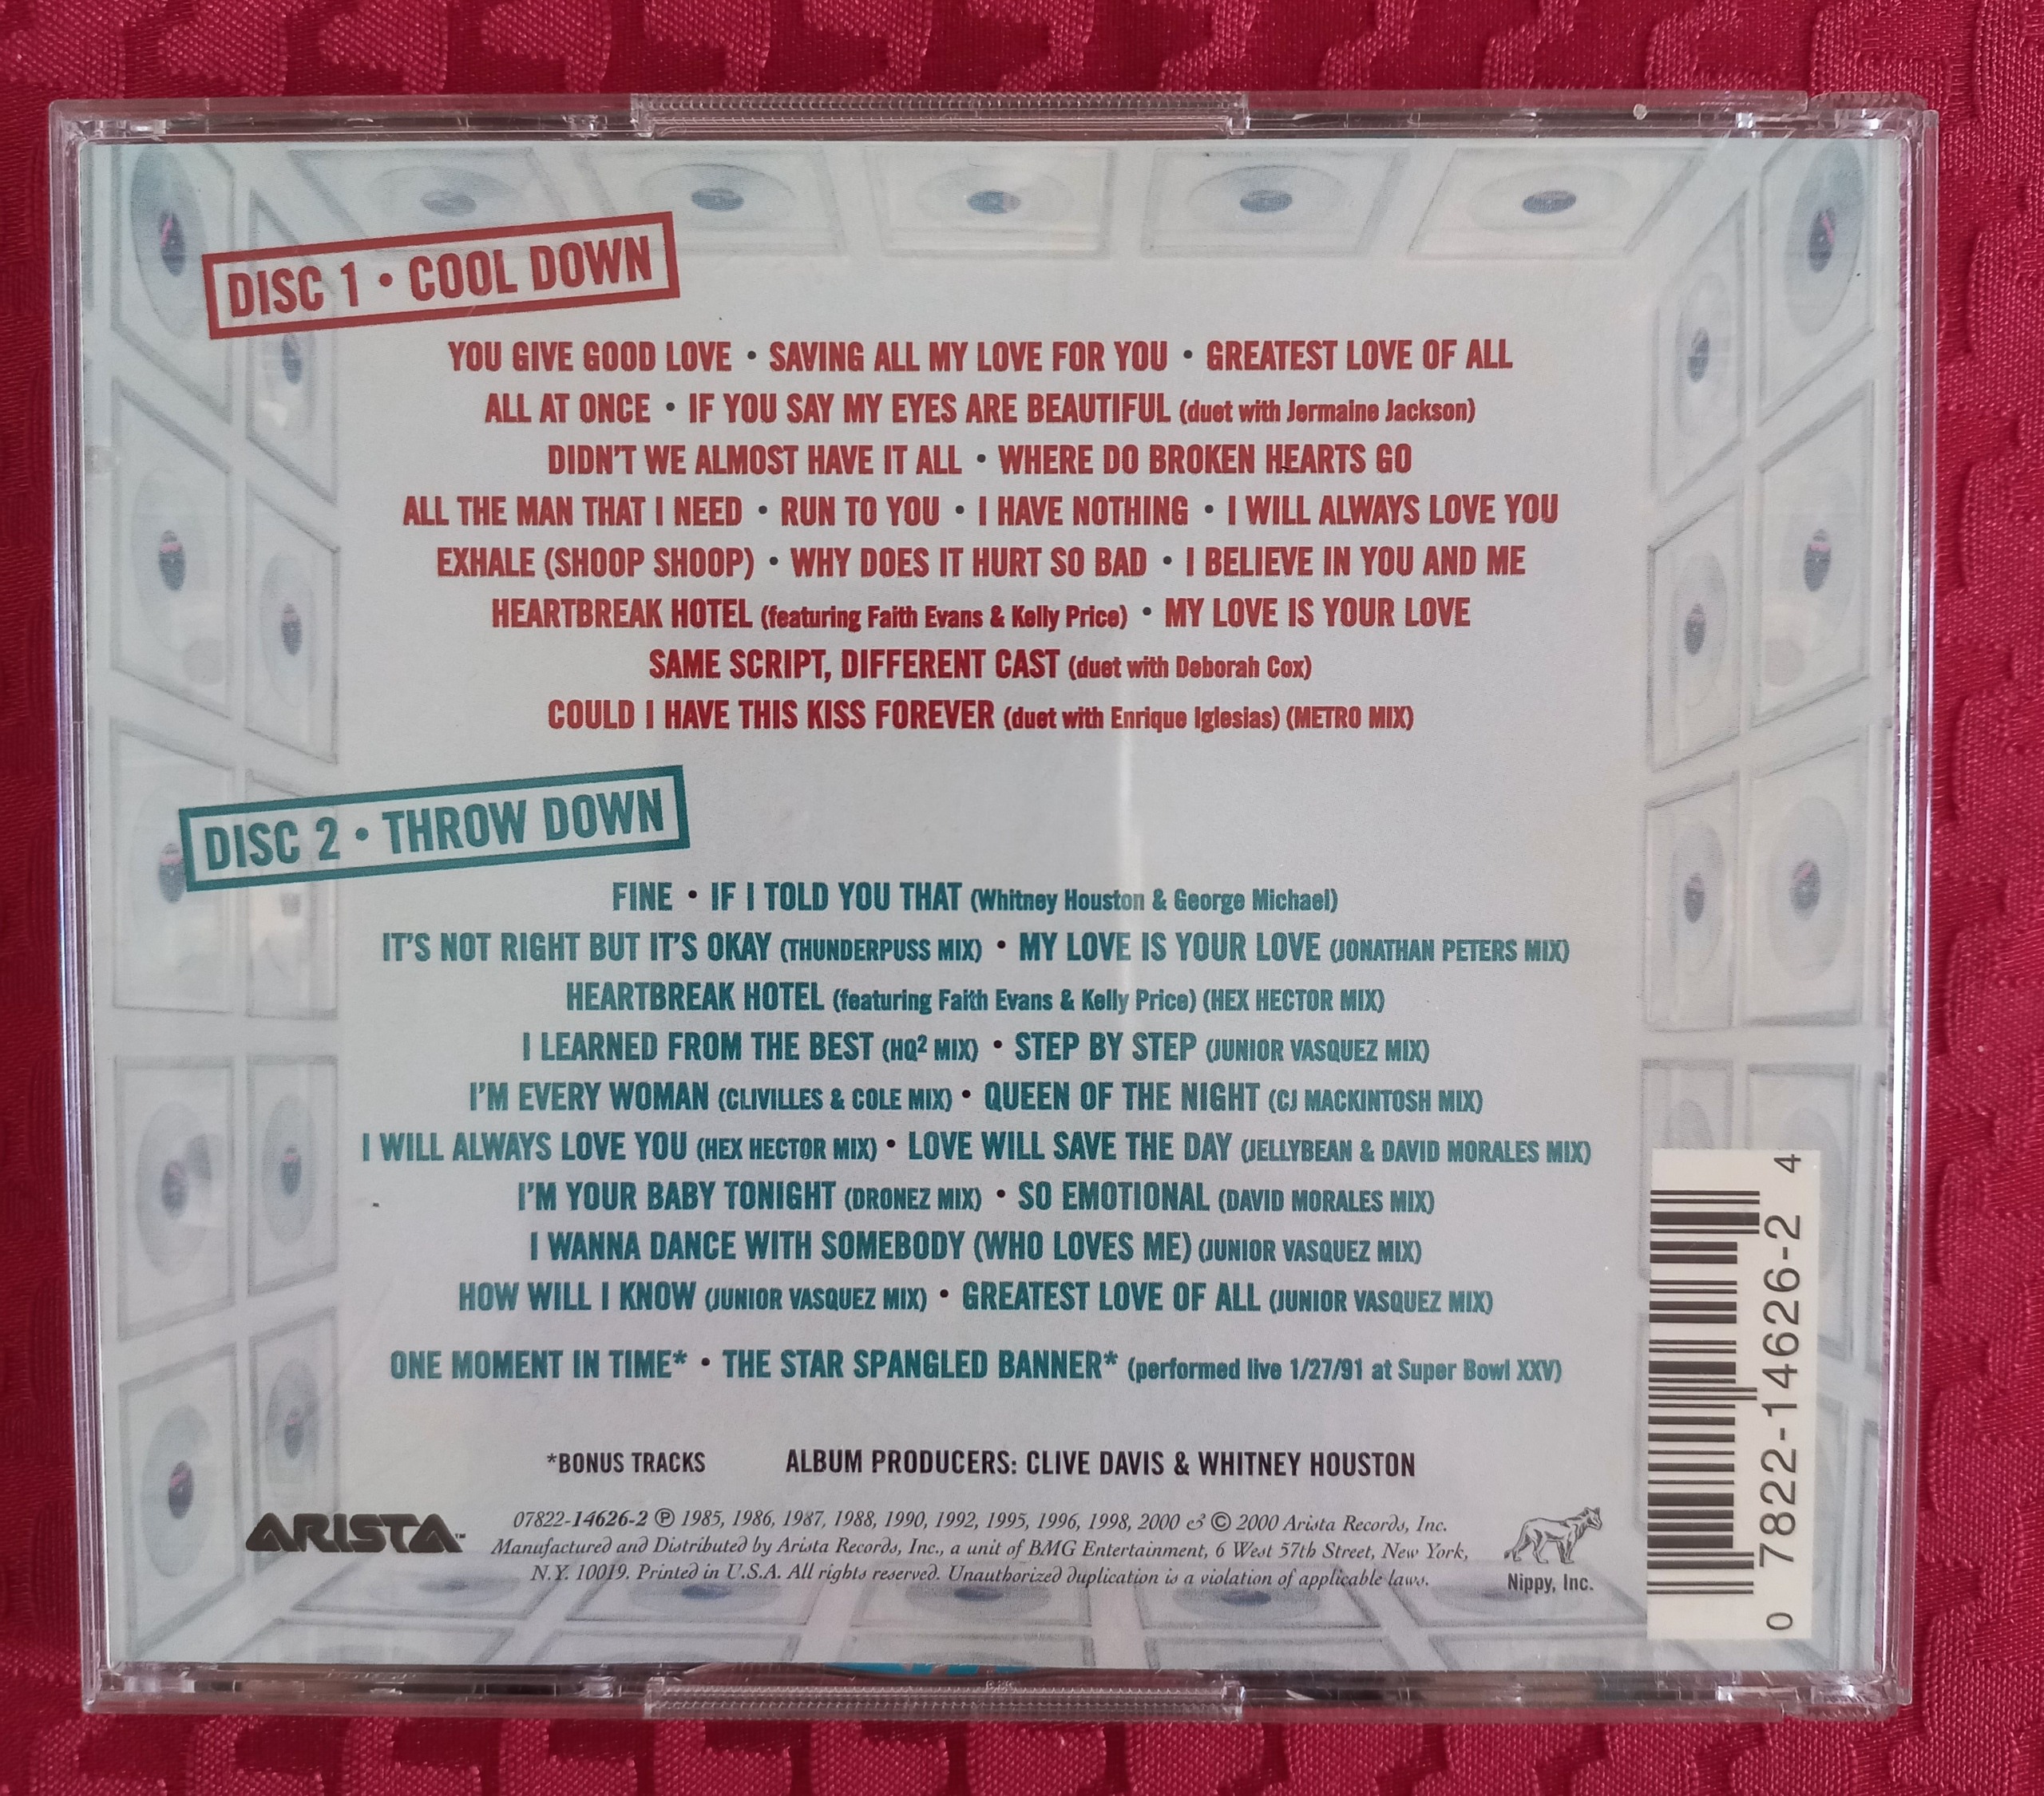 DISC 1 • COOL DOWN
YOU GIVE GOOD LOVE • SAVING ALL MY LOVE FOR YOU • GREATEST LOVE OF ALL
ALL AT ONCE • IF YOU SAY MY EYES ARE BEAUTIFUL (duet with Jermaine Jackson)
DIDN'T WE ALMOST HAVE IT ALL • WHERE DO BROKEN HEARTS GO
ALL THE MAN THAT I NEED • RUN TO YOU • I HAVE NOTHING • I WILL ALWAYS LOVE YOU
EXHALE (SHOOP SHOOP) • WHY DOES IT HURT SO BAD • I BELIEVE IN YOU AND ME
HEARTBREAK HOTEL (featuring Faith Evans & Kelly Price) • MY LOVE IS YOUR LOVE
SAME SCRIPT, DIFFERENT CAST (duet with Deborah Cox)
COULD I HAVE THIS KISS FOREVER (duet with Enrique Iglesias) (METRO MIX)
DISC 2 • THROW DOWN
FINE • IF I TOLD YOU THAT (Whitney Houston & George Michael)
IT'S NOT RIGHT BUT IT'S OKAY (THUNDERPUSS MIX) • MY LOVE IS YOUR LOVE (JONATHAN PETERS MIX)
HEARTBREAK HOTEL (featuring Faith Evans & Kelly Price) (HEX HECTOR MIX)
I LEARNED FROM THE BEST (HQ² MIX) • STEP BY STEP (JUNIOR VASQUEZ MIX)
I'M EVERY WOMAN (CLIVILLES & COLE MIX) • QUEEN OF THE NIGHT (CJ MACKINTOSH MIX)
I WILL ALWAYS LOVE YOU (HEX HECTOR MIX) • LOVE WILL SAVE THE DAY (JELLYBEAN & DAVID MORALES MIX)
I'M YOUR BABY TONIGHT (DRONEZ MIX) • SO EMOTIONAL (DAVID MORALES MIX)
I WANNA DANCE WITH SOMEBODY (WHO LOVES ME) (JUNIOR VASQUEZ MIX)
HOW WILL I KNOW (JUNIOR VASQUEZ MIX) • GREATEST LOVE OF ALL (JUNIOR VASQUEZ MIX)
ONE MOMENT IN TIME* • THE STAR SPANGLED BANNER* (performed live 1/27/91 at Super Bowl XXV)
*BONUS TRACKS ALBUM PRODUCERS: CLIVE DAVIS & WHITNEY HOUSTON
ARISTA™
07822-14626-2 ℗ 1985, 1986, 1987, 1988, 1990, 1992, 1995, 1996, 1998, 2000 & © 2000 Arista Records, Inc.
Manufactured and Distributed by Arista Records, Inc., a unit of BMG Entertainment, 6 West 57th Street, New York,
N.Y. 10019. Printed in U.S.A. All rights reserved. Unauthorized duplication is a violation of applicable laws.
Nippy, Inc.
0 7822-14626-2 4